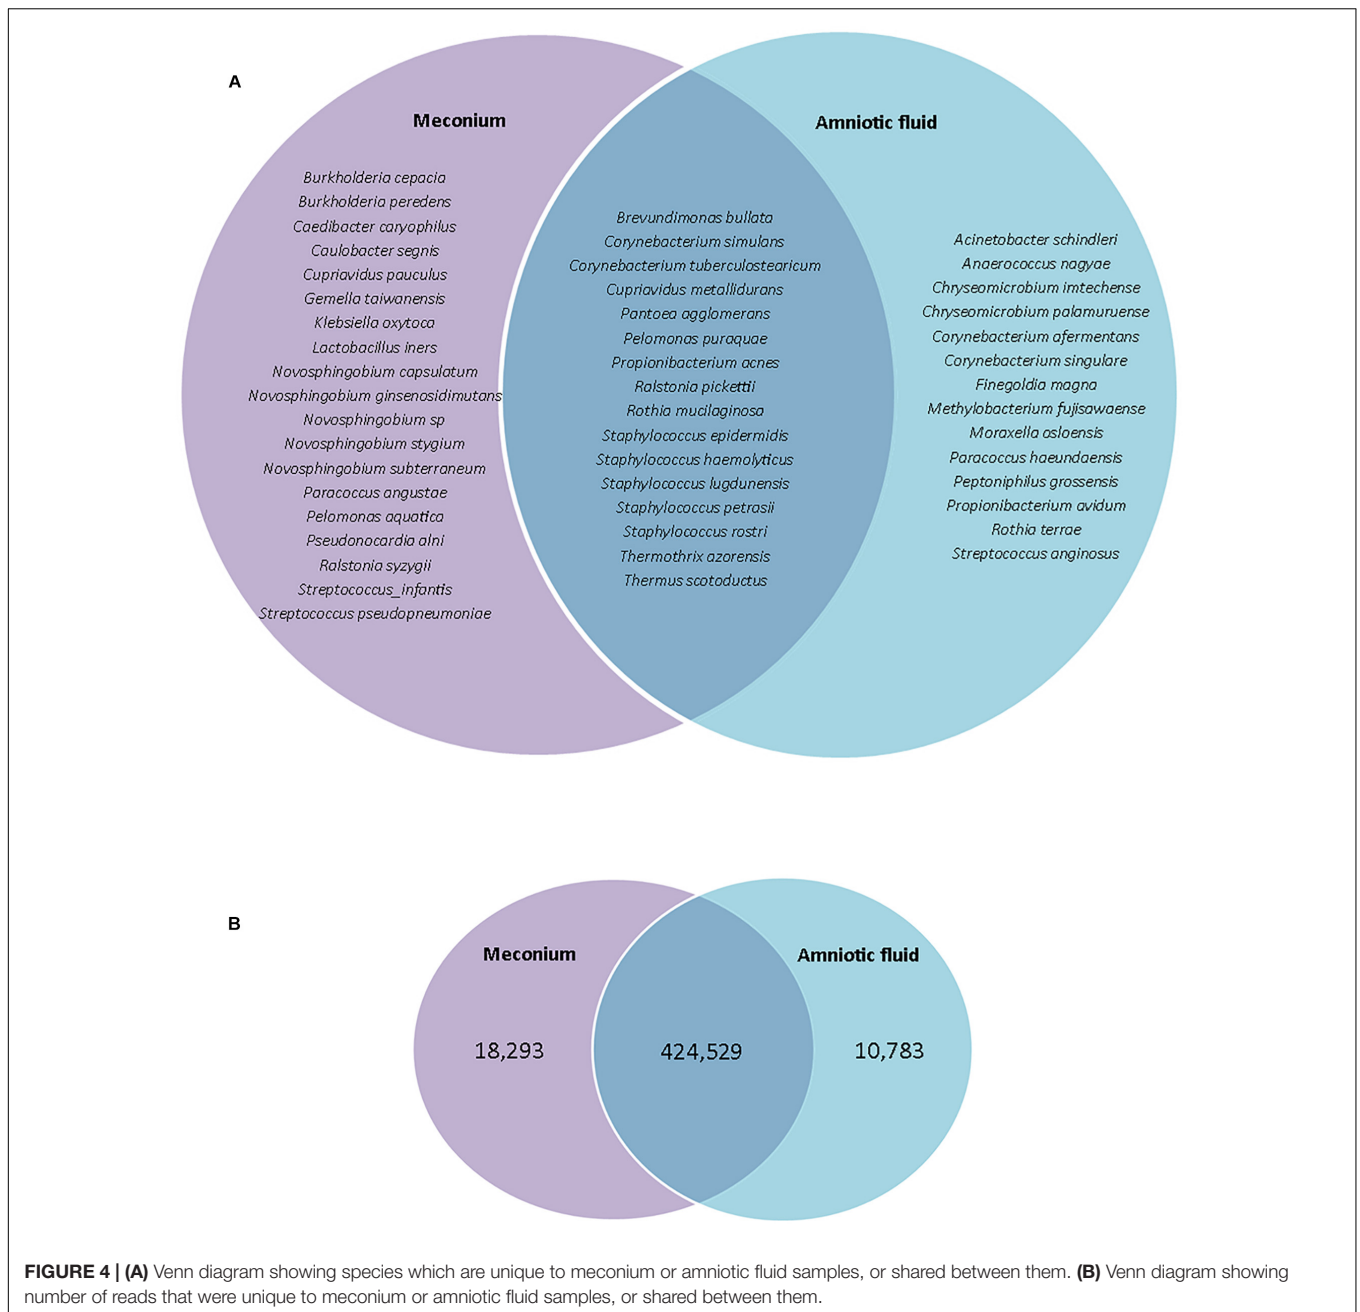 A
Meconium
Burkholderia cepacia
Burkholderia peredens
Caedibacter caryophilus
Caulobacter segnis
Cupriavidus pauculus
Gemella taiwanensis
Klebsiella oxytoca
Lactobacillus iners
Novosphingobium capsulatum
Novosphingobium ginsenosidimutans
Novosphingobium sp
Novosphingobium stygium
Novosphingobium subterraneum
Paracoccus angustae
Pelomonas aquatica
Pseudonocardia alni
Ralstonia syzygii
Streptococcus_infantis
Streptococcus pseudopneumoniae
Brevundimonas bullata
Corynebacterium simulans
Corynebacterium tuberculostearicum
Cupriavidus metallidurans
Pantoea agglomerans
Pelomonas puraquae
Propionibacterium acnes
Ralstonia pickettii
Rothia mucilaginosa
Staphylococcus epidermidis
Staphylococcus haemolyticus
Staphylococcus lugdunensis
Staphylococcus petrasii
Staphylococcus rostri
Thermothrix azorensis
Thermus scotoductus
Amniotic fluid
Acinetobacter schindleri
Anaerococcus nagyae
Chryseomicrobium imtechense
Chryseomicrobium palamuruense
Corynebacterium afermentans
Corynebacterium singulare
Finegoldia magna
Methylobacterium fujisawaense
Moraxella osloensis
Paracoccus haeundaensis
Peptoniphilus grossensis
Propionibacterium avidum
Rothia terrae
Streptococcus anginosus
B
Meconium
Amniotic fluid
18,293
424,529
10,783
FIGURE 4 | (A) Venn diagram showing species which are unique to meconium or amniotic fluid samples, or shared between them. (B) Venn diagram showing
number of reads that were unique to meconium or amniotic fluid samples, or shared between them.